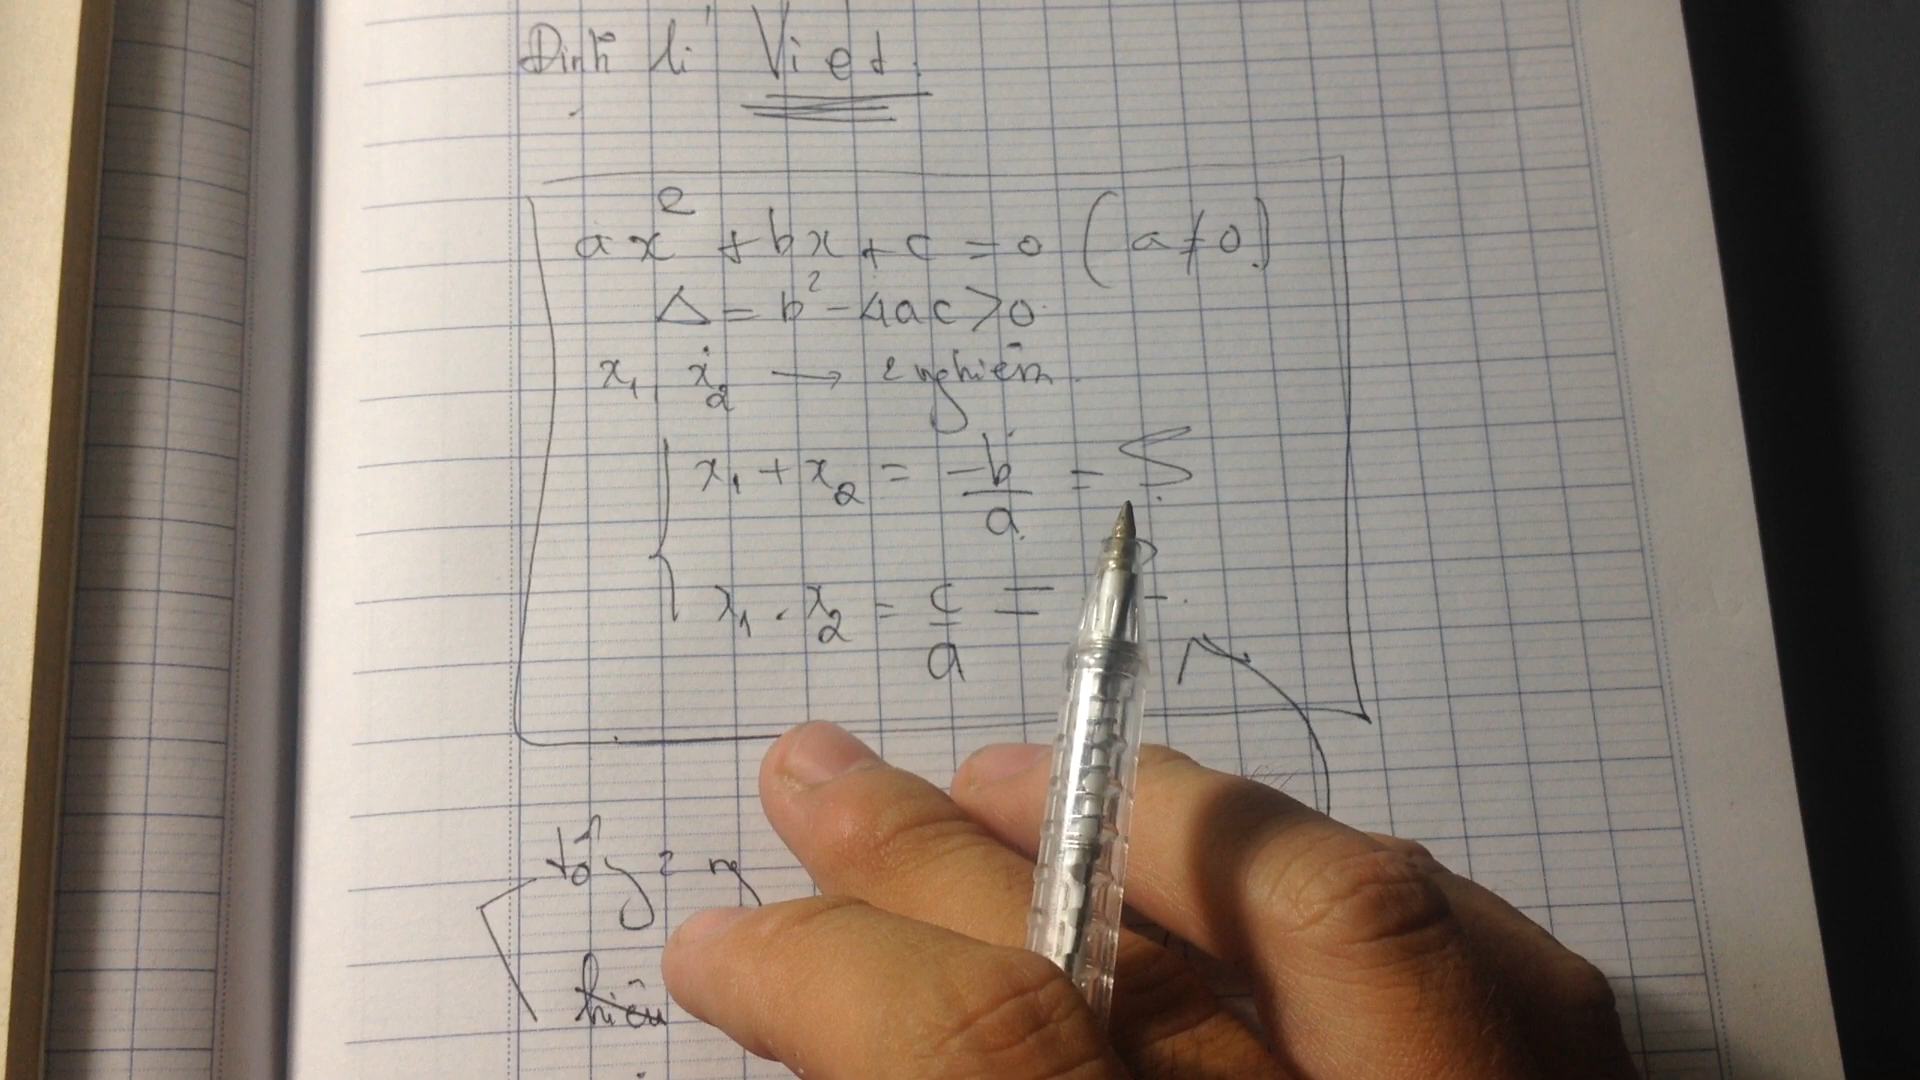 Định lí Viet
ax² + bx + c = 0 (a ≠ 0)
Δ = b² - 4ac > 0
x₁, x₂ → 2 nghiệm
x₁ + x₂ = -b/a = S
x₁ . x₂ = c/a =
tổng 2 ng
hiệu